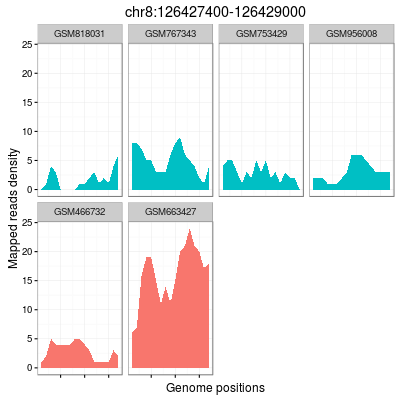 chr8:126427400-126429000
GSM818031 GSM767343 GSM753429 GSM956008
25
20
15
10
5
0
Mapped reads density
GSM466732 GSM663427
25
20
15
10
5
0
Genome positions